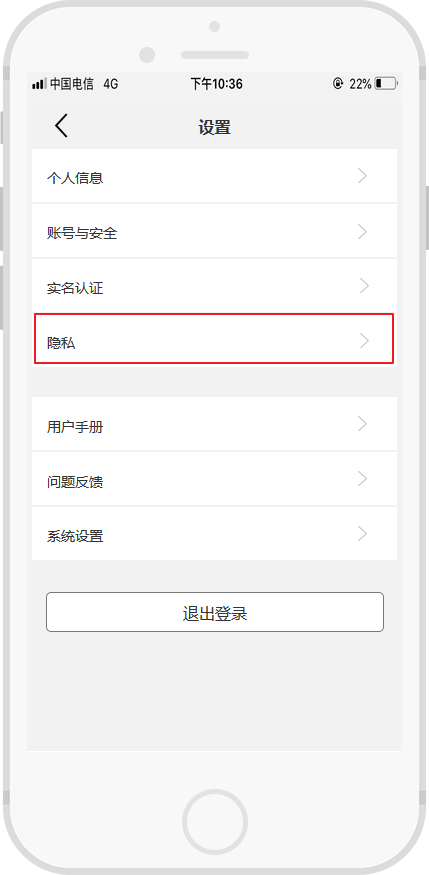 中国电信 4G 下午10:36 22%
设置
个人信息
账号与安全
实名认证
隐私
用户手册
问题反馈
系统设置
退出登录